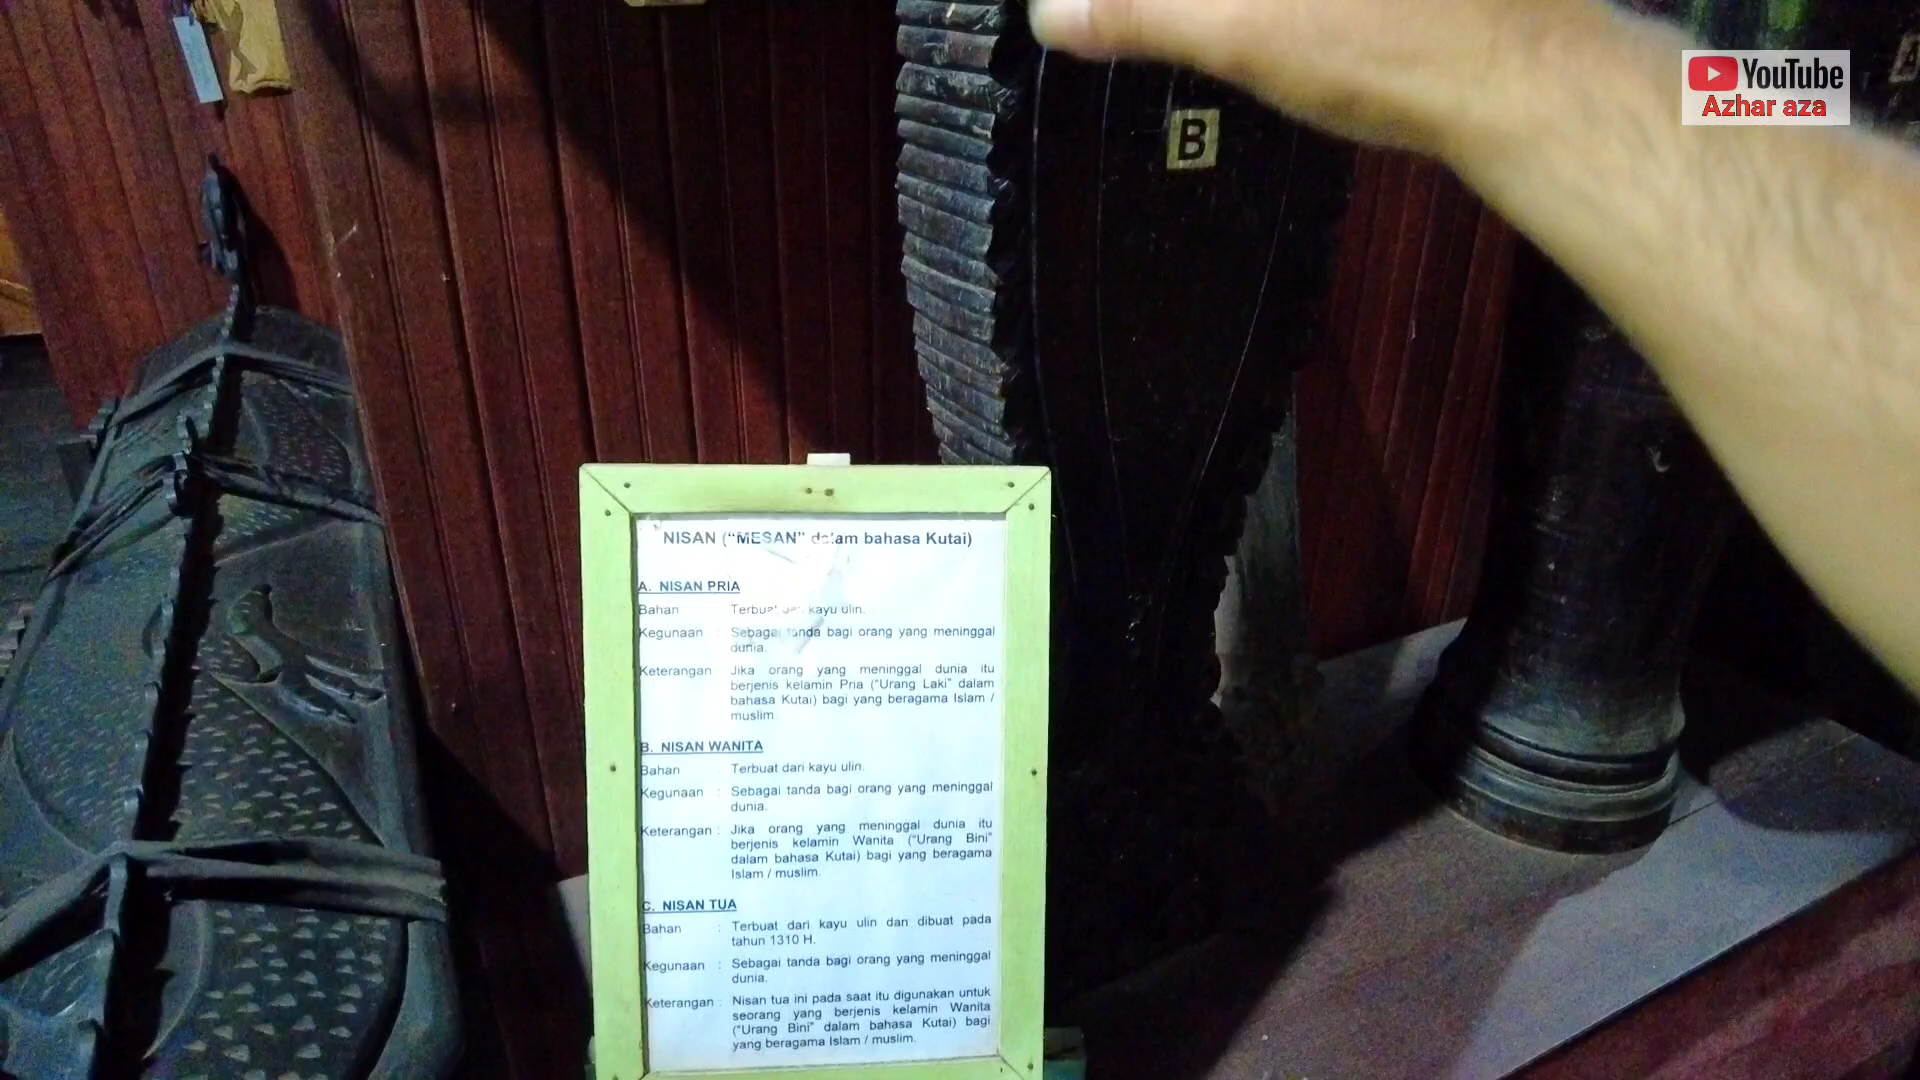 YouTube
Azhar aza
B
NISAN ("MESAN" dalam bahasa Kutai)
A. NISAN PRIA
Bahan Terbuat dari kayu ulin.
Kegunaan : Sebagai tanda bagi orang yang meninggal
dunia.
Keterangan : Jika orang yang meninggal dunia itu
berjenis kelamin Pria ("Urang Laki" dalam
bahasa Kutai) bagi yang beragama Islam /
muslim.
B. NISAN WANITA
Bahan : Terbuat dari kayu ulin.
Kegunaan : Sebagai tanda bagi orang yang meninggal
dunia.
Keterangan : Jika orang yang meninggal dunia itu
berjenis kelamin Wanita ("Urang Bini"
dalam bahasa Kutai) bagi yang beragama
Islam / muslim.
C. NISAN TUA
Bahan : Terbuat dari kayu ulin dan dibuat pada
tahun 1310 H.
Kegunaan : Sebagai tanda bagi orang yang meninggal
dunia.
Keterangan : Nisan tua ini pada saat itu digunakan untuk
seorang yang berjenis kelamin Wanita
("Urang Bini" dalam bahasa Kutai) bagi
yang beragama Islam / muslim.